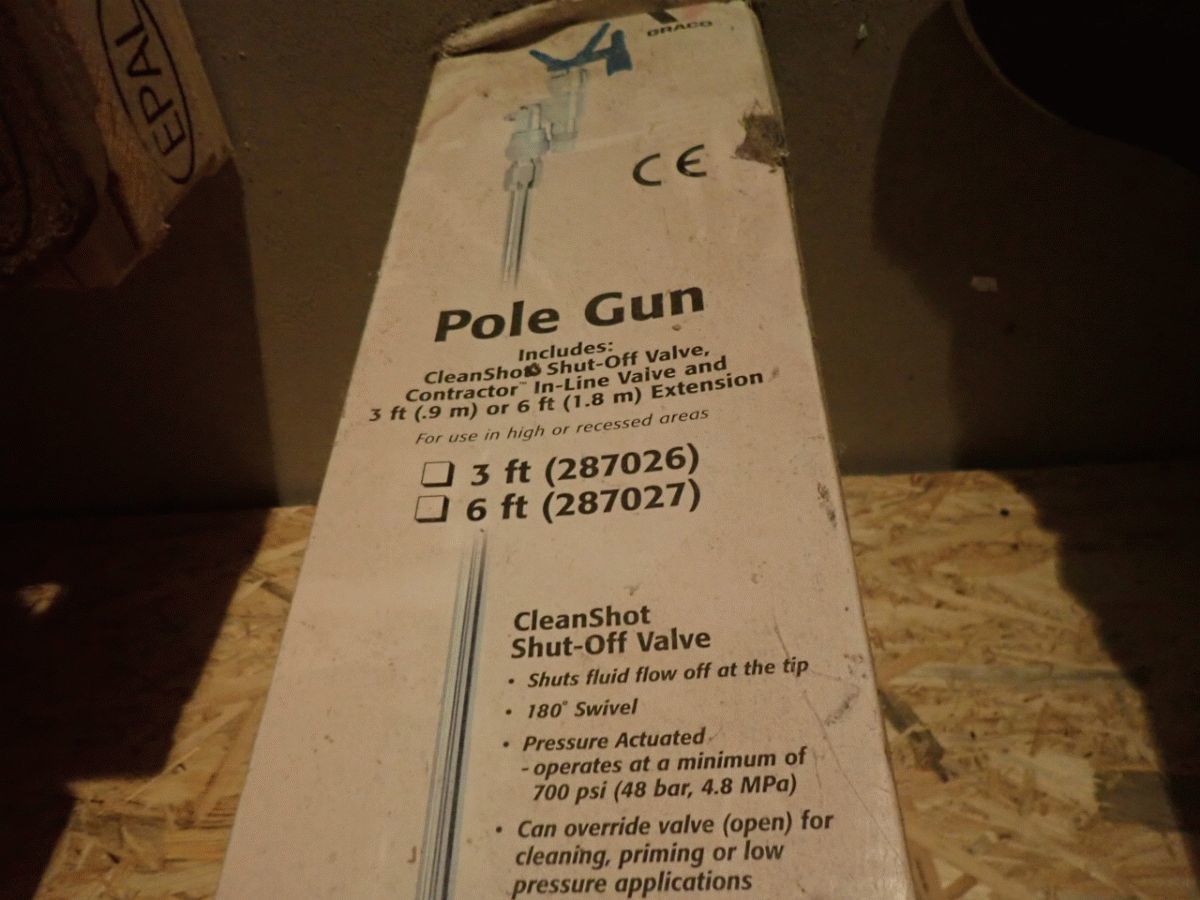 EPAL
GRACO
CE
Pole Gun
Includes:
CleanShot Shut-Off Valve,
Contractor™ In-Line Valve and
3 ft (.9 m) or 6 ft (1.8 m) Extension
For use in high or recessed areas
3 ft (287026)
6 ft (287027)
CleanShot
Shut-Off Valve
• Shuts fluid flow off at the tip
• 180° Swivel
• Pressure Actuated
- operates at a minimum of
700 psi (48 bar, 4.8 MPa)
• Can override valve (open) for
cleaning, priming or low
pressure applications